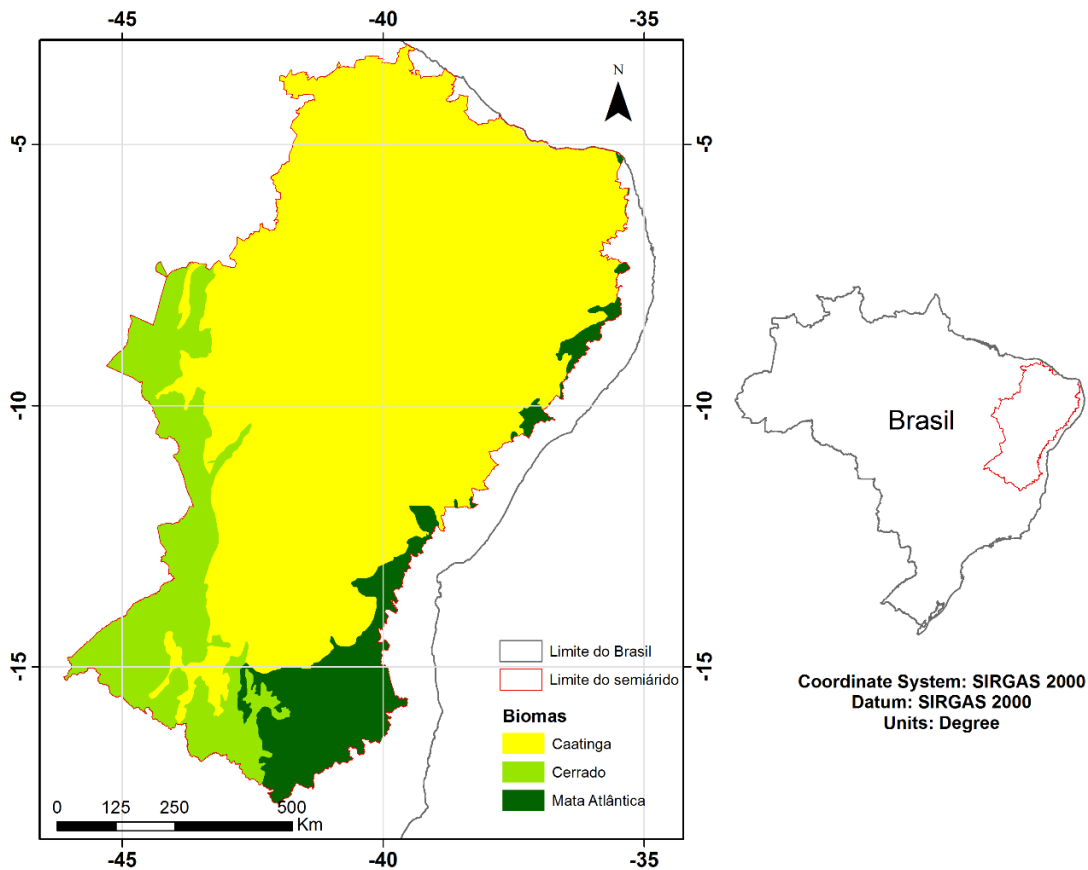 -45 -40 -35
N
-5 -5
-10 -10
-15 -15
Limite do Brasil
Limite do semiárido
Biomas
Caatinga
Cerrado
Mata Atlântica
0 125 250 500
Km
-45 -40 -35
Brasil
Coordinate System: SIRGAS 2000
Datum: SIRGAS 2000
Units: Degree